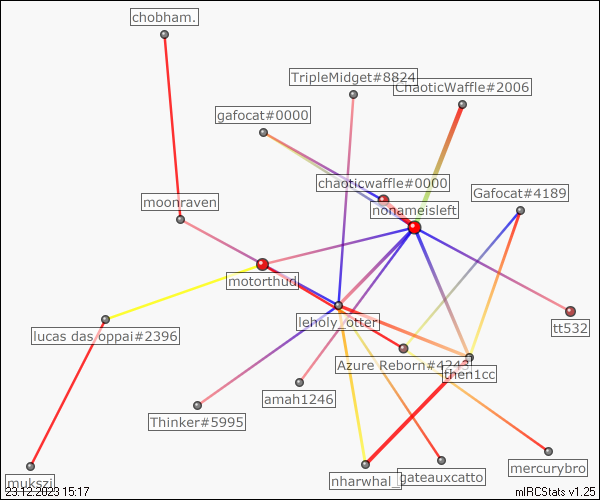 chobham.
TripleMidget#8824
ChaoticWaffle#2006
gafocat#0000
chaoticwaffle#0000
Gafocat#4189
moonraven
nonameisleft
motorthud
leholy_otter
tt532
lucas das oppai#2396
Azure Reborn#4243
then1cc
amah1246
Thinker#5995
mercurybro
nharwhal_
gateauxcatto
mukszi
23.12.2023 15:17
mIRCStats v1.25